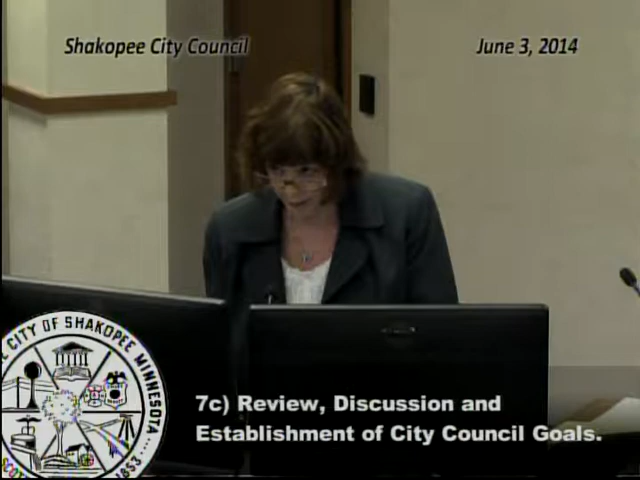 Shakopee City Council
June 3, 2014
CITY OF SHAKOPEE MINNESOTA
1853
7c) Review, Discussion and
Establishment of City Council Goals.